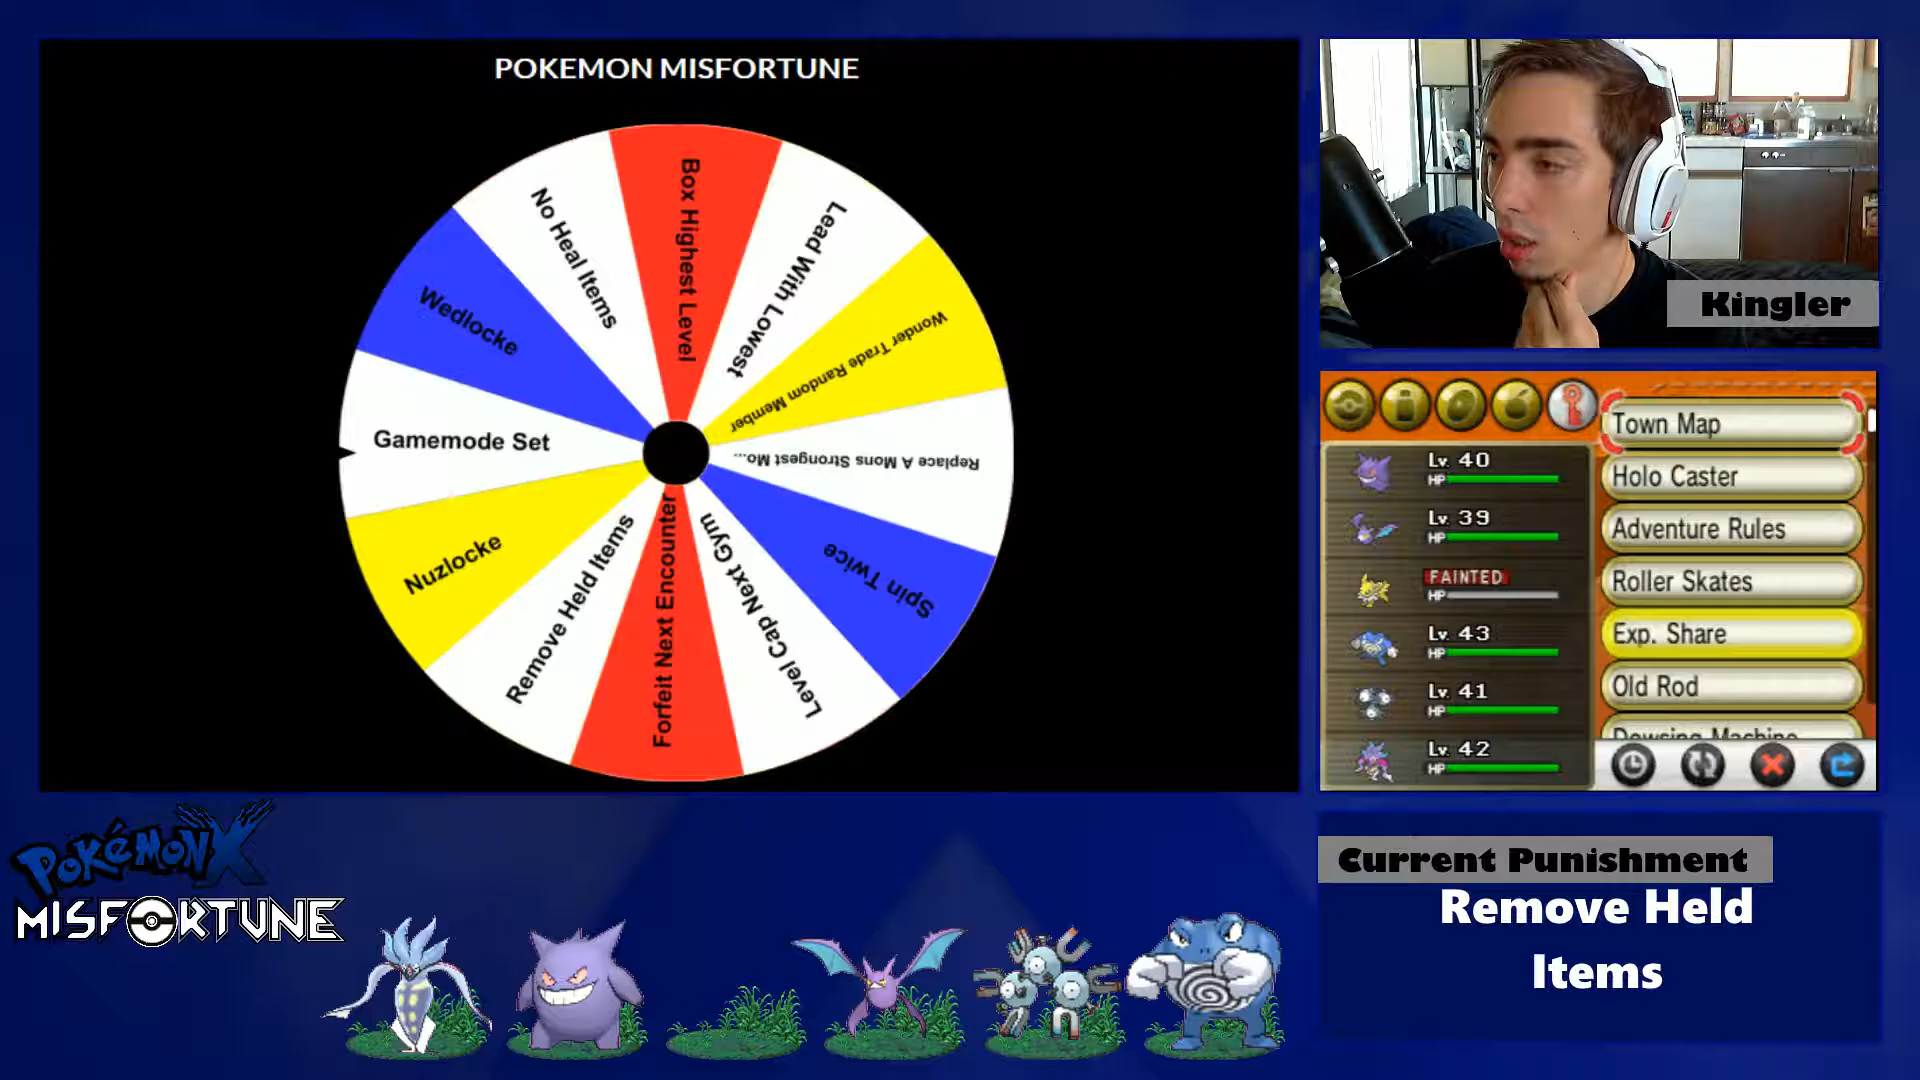 POKEMON MISFORTUNE
Box Highest Level
Lead With Lowest
Wonder Trade Random Member
Replace A Mons Strongest Mo...
Spin Twice
Level Cap Next Gym
Forfeit Next Encounter
Remove Held Items
Nuzlocke
Gamemode Set
Wedlocke
No Heal Items
Kingler
Lv. 40
HP
Lv. 39
HP
FAINTED
HP
Lv. 43
HP
Lv. 41
HP
Lv. 42
HP
Town Map
Holo Caster
Adventure Rules
Roller Skates
Exp. Share
Old Rod
Dowsing Machine
POKéMON X
MISFORTUNE
Current Punishment
Remove Held
Items